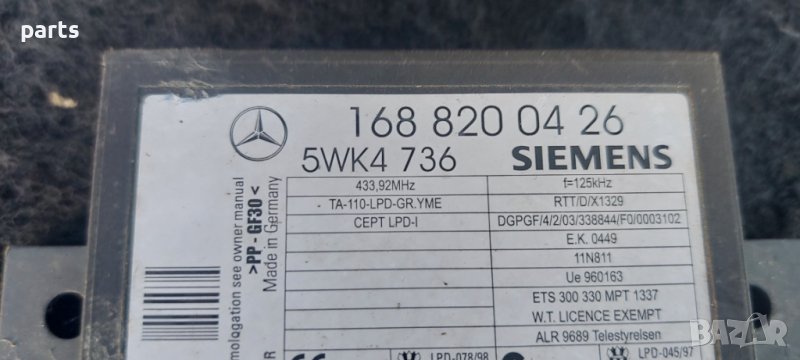 parts
168 820 04 26
5WK4 736
SIEMENS
433,92MHz
f=125kHz
TA-110-LPD-GR.YME
RTT/D/X1329
CEPT LPD-I
DGPGF/4/2/03/338844/F0/0003102
E.K. 0449
11N811
Ue 960163
ETS 300 330 MPT 1337
W.T. LICENCE EXEMPT
ALR 9689 Telestyreisen
LPD-078/98
LPD-045/97
see owner manual
>PP - GF30<
Made in Germany
BAZAR